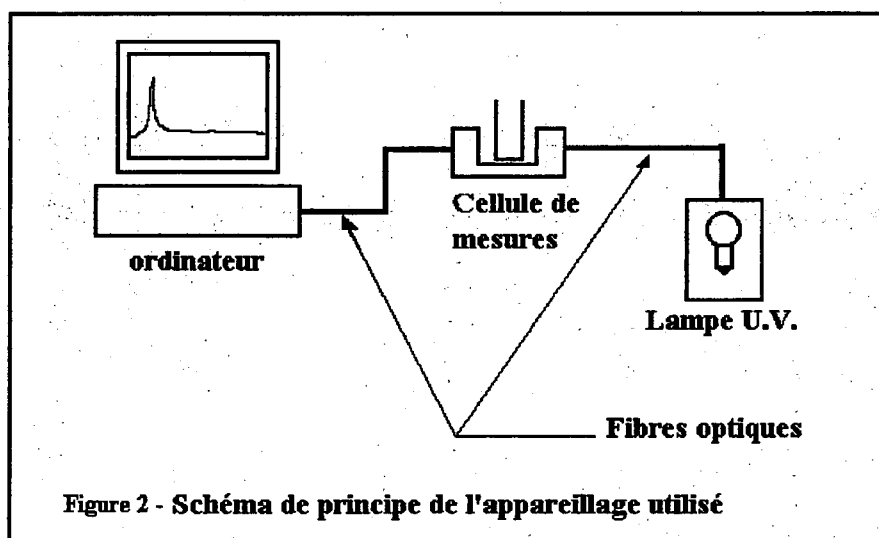 Cellule de
mesures
ordinateur
Lampe U.V.
Fibres optiques
Figure 2 - Schéma de principe de l'appareillage utilisé